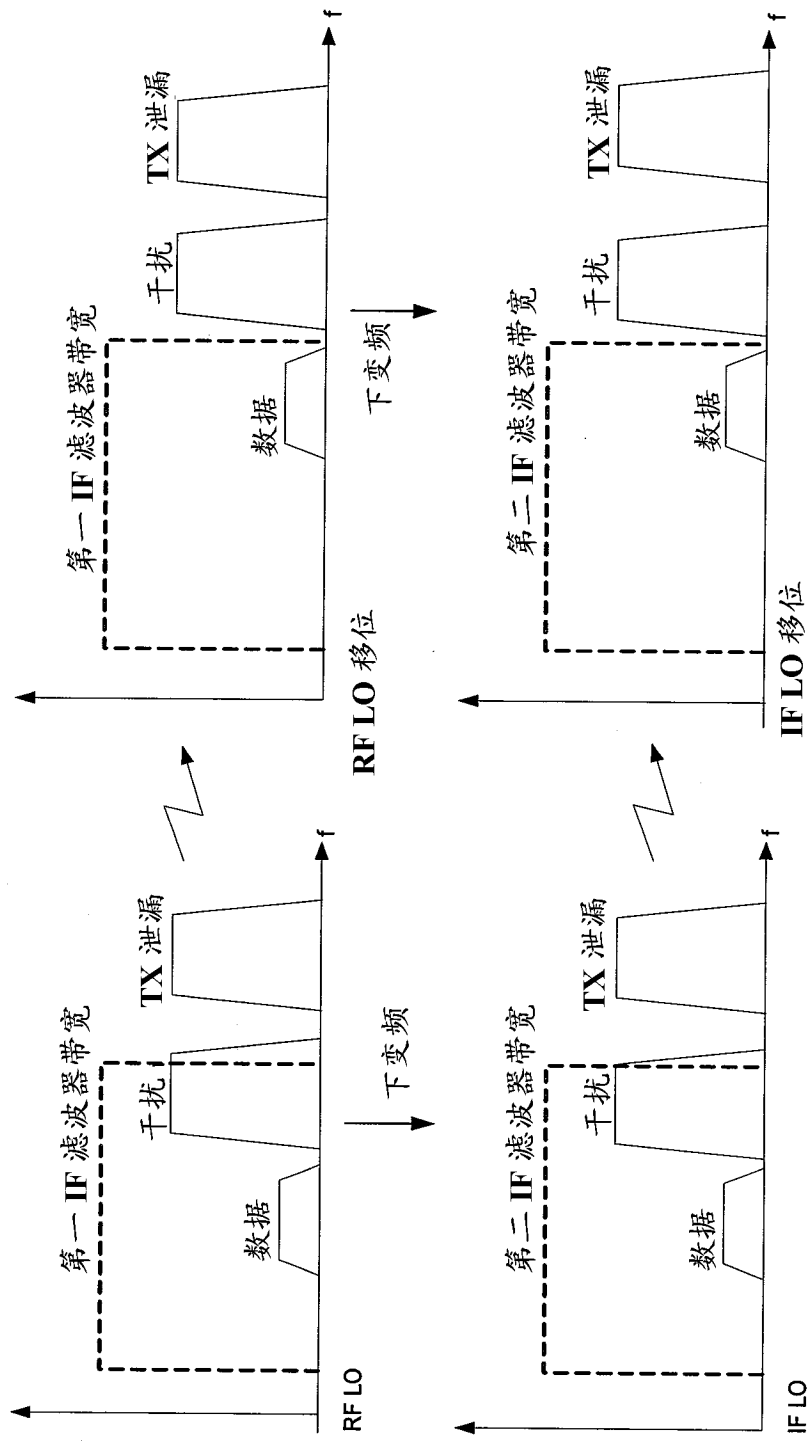 第一 IF 滤波器带宽
干扰
TX 泄漏
数据
f
RF LO
下变频
第二 IF 滤波器带宽
干扰
TX 泄漏
数据
f
IF LO
第一 IF 滤波器带宽
干扰
TX 泄漏
数据
f
RF LO 移位
下变频
第二 IF 滤波器带宽
干扰
TX 泄漏
数据
f
IF LO 移位